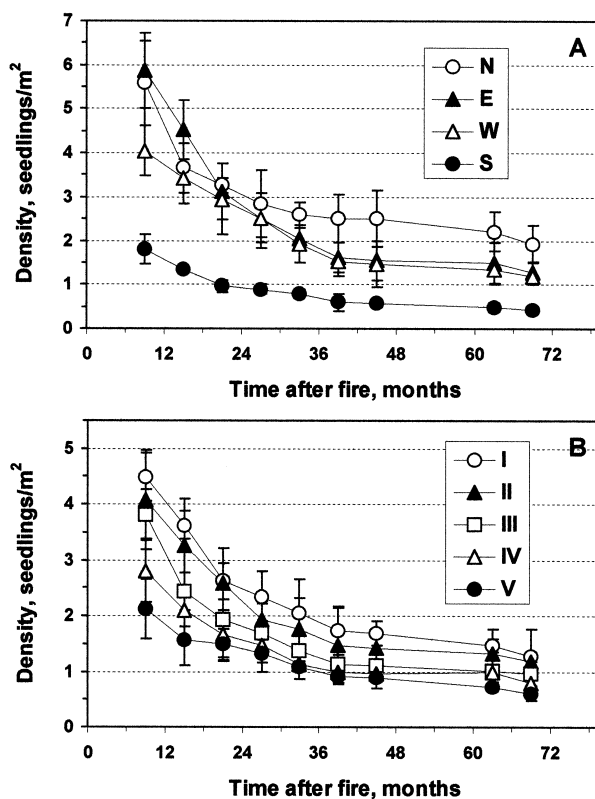 A
7
6
5
4
3
2
1
0
Density, seedlings/m²
N
E
W
S
0 12 24 36 48 60 72
Time after fire, months
B
5
4
3
2
1
0
Density, seedlings/m²
I
II
III
IV
V
0 12 24 36 48 60 72
Time after fire, months